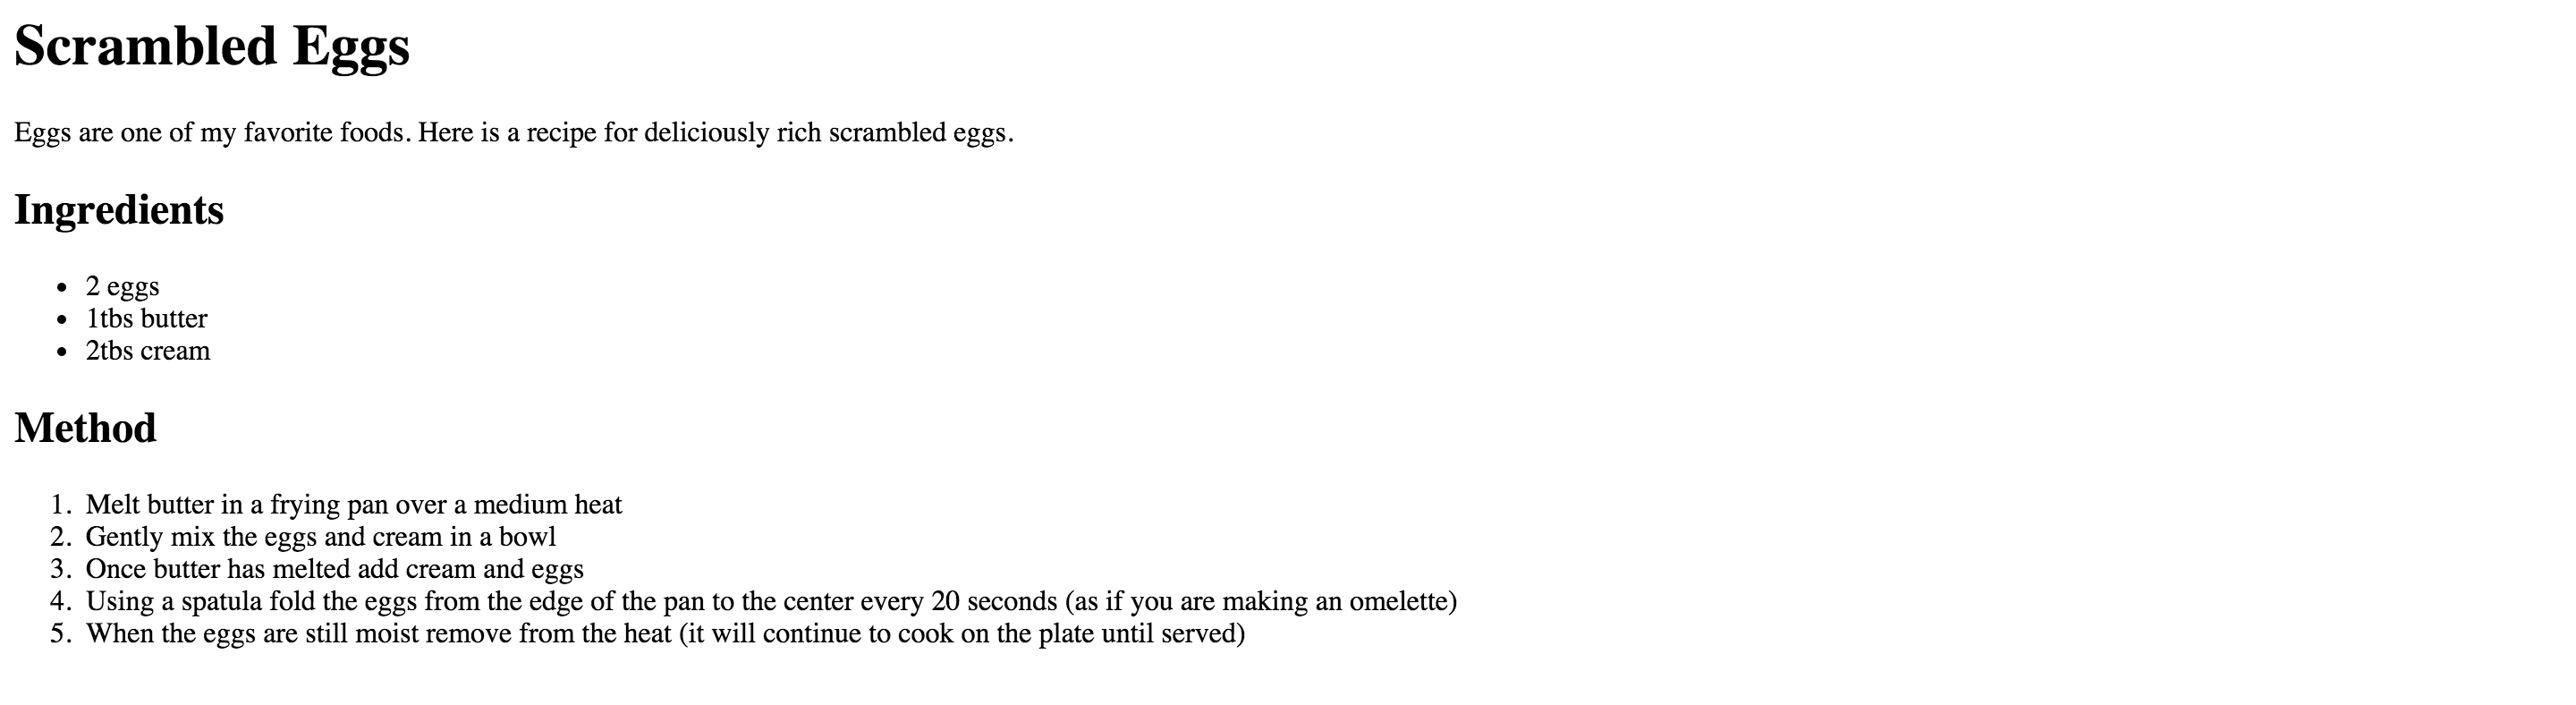 Scrambled Eggs
Eggs are one of my favorite foods. Here is a recipe for deliciously rich scrambled eggs.
Ingredients
• 2 eggs
• 1tbs butter
• 2tbs cream
Method
1. Melt butter in a frying pan over a medium heat
2. Gently mix the eggs and cream in a bowl
3. Once butter has melted add cream and eggs
4. Using a spatula fold the eggs from the edge of the pan to the center every 20 seconds (as if you are making an omelette)
5. When the eggs are still moist remove from the heat (it will continue to cook on the plate until served)